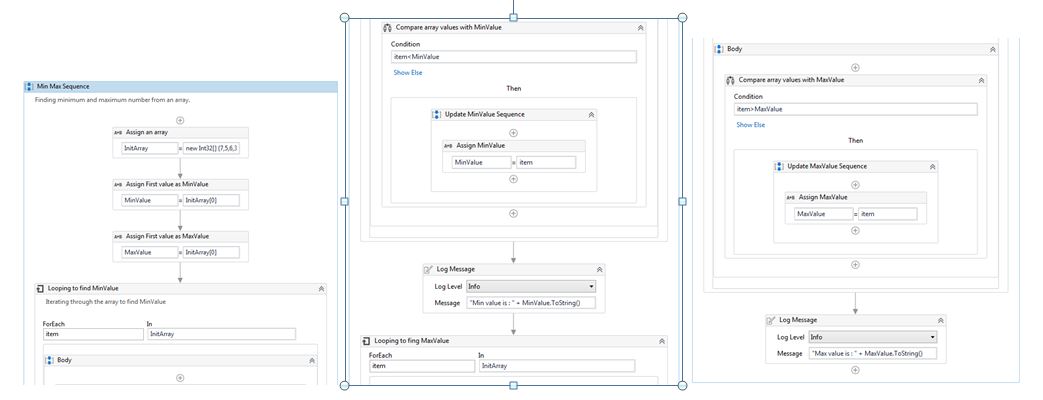 Min Max Sequence
Finding minimum and maximum number from an array.
A+B Assign an array
InitArray = new Int32[] {7,5,6,3
A+B Assign First value as MinValue
MinValue = InitArray[0]
A+B Assign First value as MaxValue
MaxValue = InitArray[0]
Looping to find MinValue
Iterating through the array to find MinValue
ForEach In
item InitArray
Body
Compare array values with MinValue
Condition
item<MinValue
Show Else
Then
Update MinValue Sequence
A+B Assign MinValue
MinValue = item
Log Message
Log Level Info
Message "Min value is : " + MinValue.ToString()
Looping to fing MaxValue
ForEach In
item InitArray
Body
Compare array values with MaxValue
Condition
item>MaxValue
Show Else
Then
Update MaxValue Sequence
A+B Assign MaxValue
MaxValue = item
Log Message
Log Level Info
Message "Max value is : " + MaxValue.ToString()